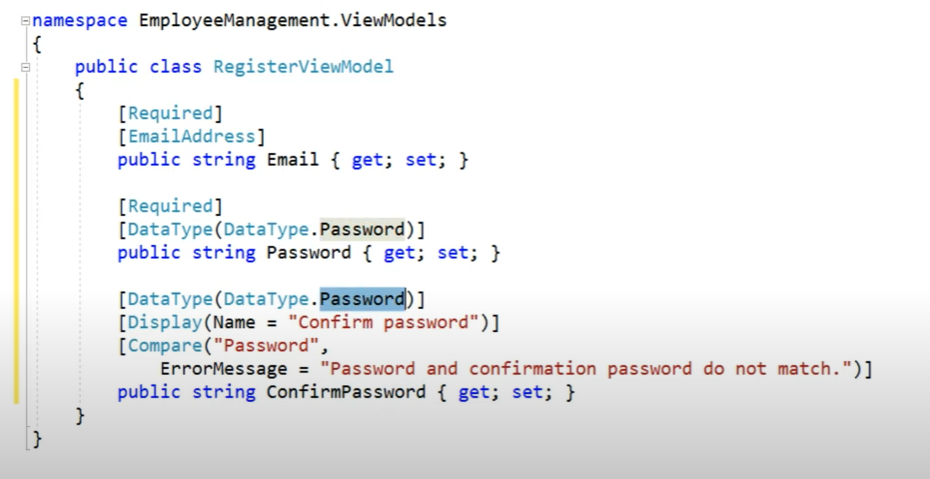 namespace EmployeeManagement.ViewModels
{
    public class RegisterViewModel
    {
        [Required]
        [EmailAddress]
        public string Email { get; set; }

        [Required]
        [DataType(DataType.Password)]
        public string Password { get; set; }

        [DataType(DataType.Password)]
        [Display(Name = "Confirm password")]
        [Compare("Password",
            ErrorMessage = "Password and confirmation password do not match.")]
        public string ConfirmPassword { get; set; }
    }
}